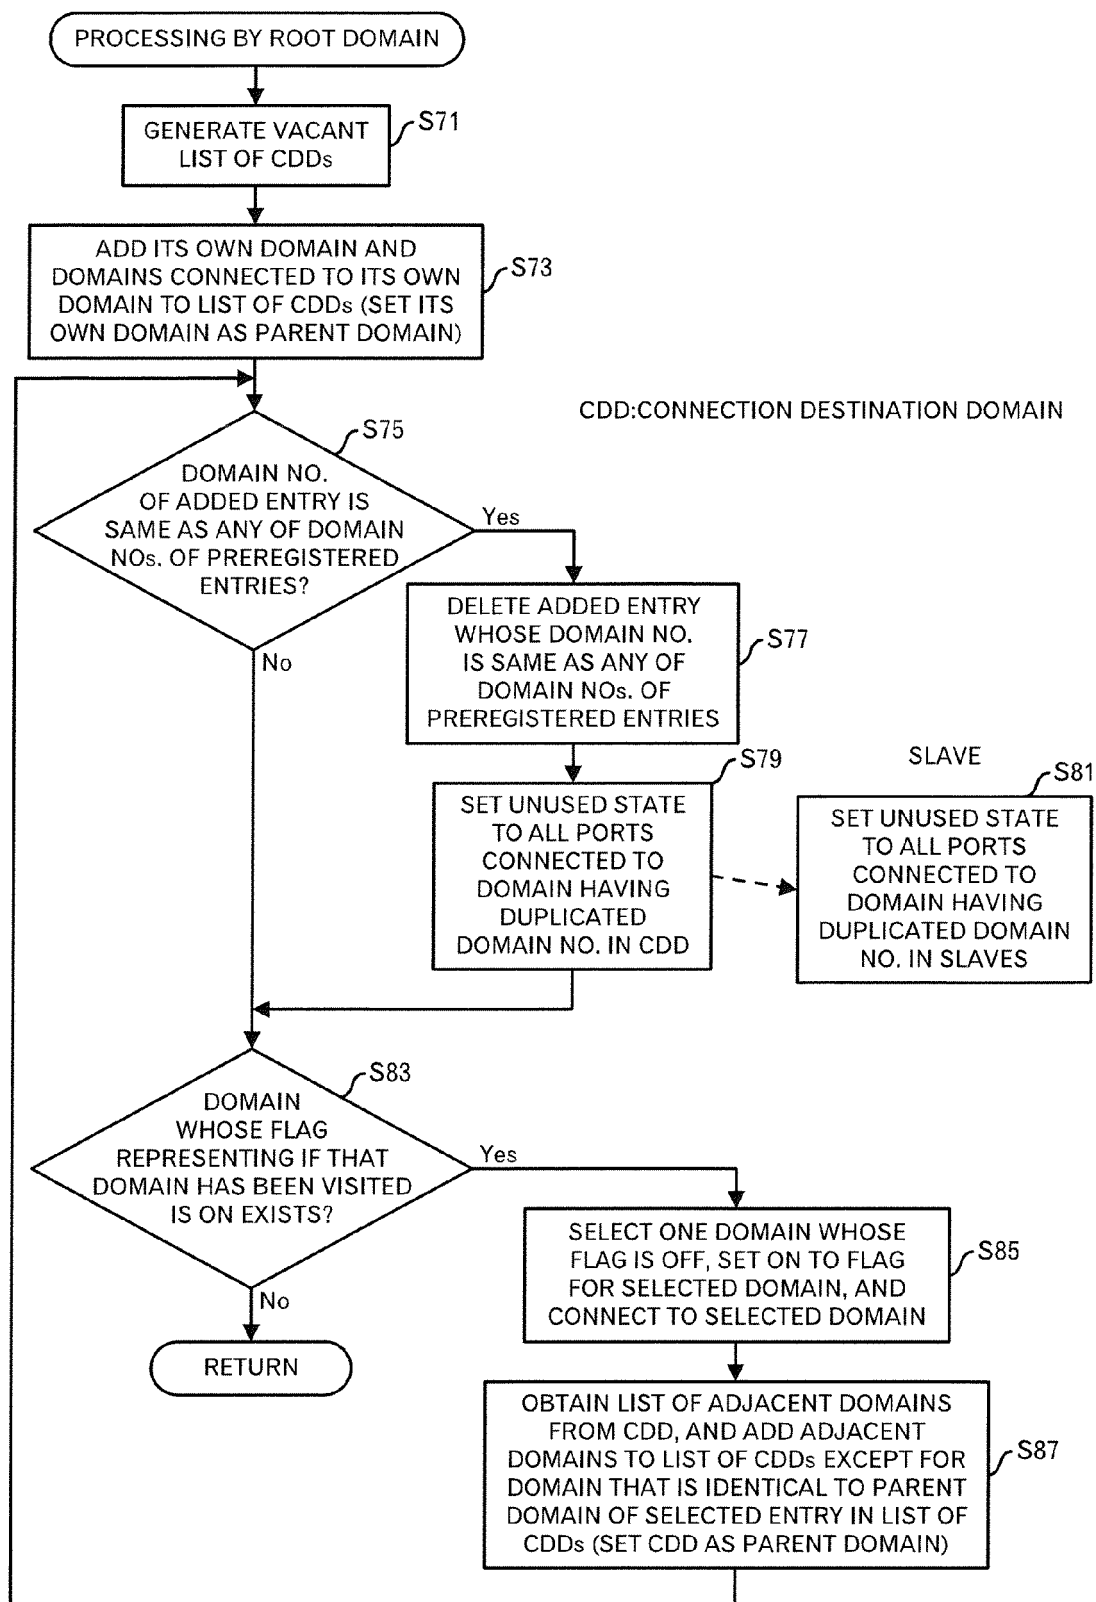 PROCESSING BY ROOT DOMAIN
S71
GENERATE VACANT
LIST OF CDDs
S73
ADD ITS OWN DOMAIN AND
DOMAINS CONNECTED TO ITS OWN
DOMAIN TO LIST OF CDDs (SET ITS
OWN DOMAIN AS PARENT DOMAIN)
CDD:CONNECTION DESTINATION DOMAIN
S75
DOMAIN NO.
OF ADDED ENTRY IS
SAME AS ANY OF DOMAIN
NOs. OF PREREGISTERED
ENTRIES?
Yes
No
S77
DELETE ADDED ENTRY
WHOSE DOMAIN NO.
IS SAME AS ANY OF
DOMAIN NOs. OF
PREREGISTERED ENTRIES
S79
SET UNUSED STATE
TO ALL PORTS
CONNECTED TO
DOMAIN HAVING
DUPLICATED
DOMAIN NO. IN CDD
SLAVE
S81
SET UNUSED STATE
TO ALL PORTS
CONNECTED TO
DOMAIN HAVING
DUPLICATED DOMAIN
NO. IN SLAVES
S83
DOMAIN
WHOSE FLAG
REPRESENTING IF THAT
DOMAIN HAS BEEN VISITED
IS ON EXISTS?
Yes
No
RETURN
S85
SELECT ONE DOMAIN WHOSE
FLAG IS OFF, SET ON TO FLAG
FOR SELECTED DOMAIN, AND
CONNECT TO SELECTED DOMAIN
S87
OBTAIN LIST OF ADJACENT DOMAINS
FROM CDD, AND ADD ADJACENT
DOMAINS TO LIST OF CDDs EXCEPT FOR
DOMAIN THAT IS IDENTICAL TO PARENT
DOMAIN OF SELECTED ENTRY IN LIST OF
CDDs (SET CDD AS PARENT DOMAIN)